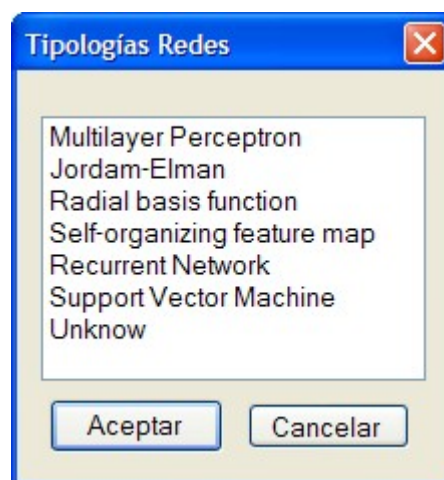 Tipologías Redes
Multilayer Perceptron
Jordam-Elman
Radial basis function
Self-organizing feature map
Recurrent Network
Support Vector Machine
Unknow
Aceptar
Cancelar